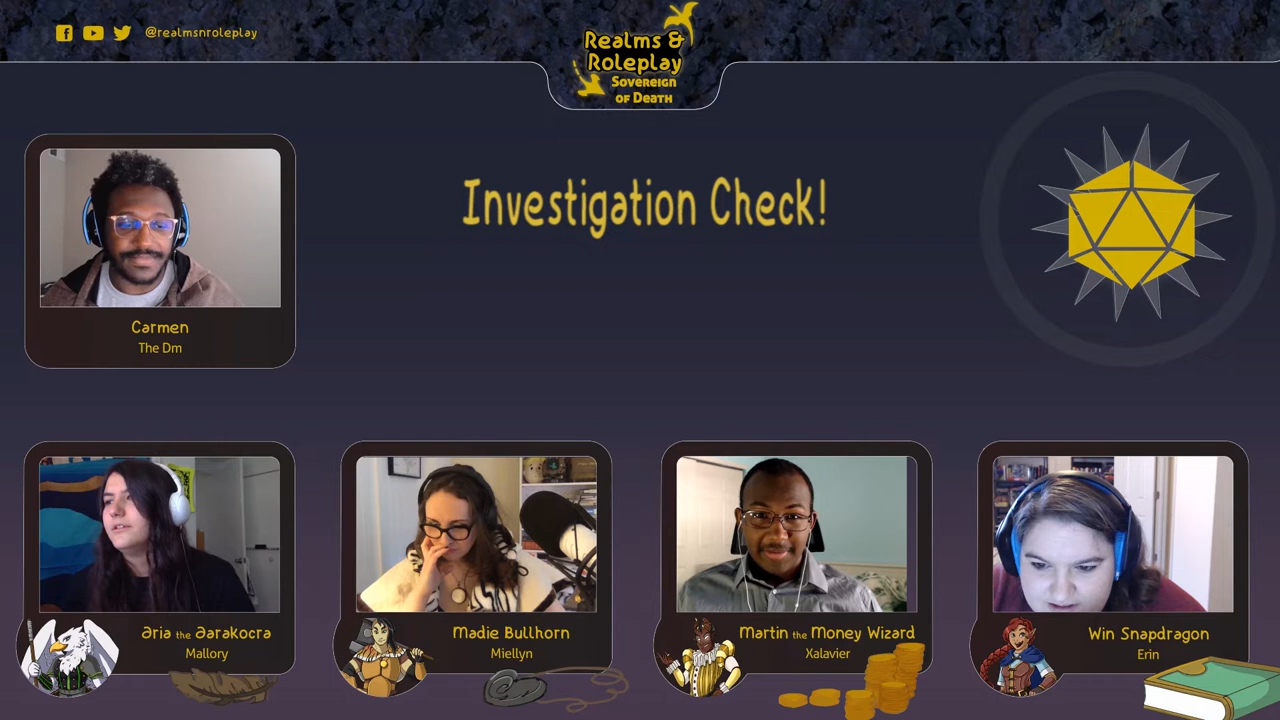 @realmsnroleplay
Realms &
Roleplay
Sovereign
of Death
Investigation Check!
Carmen
The Dm
Aria the Aarakocra
Mallory
Madie Bullhorn
Miellyn
Martin the Money Wizard
Xalavier
Win Snapdragon
Erin